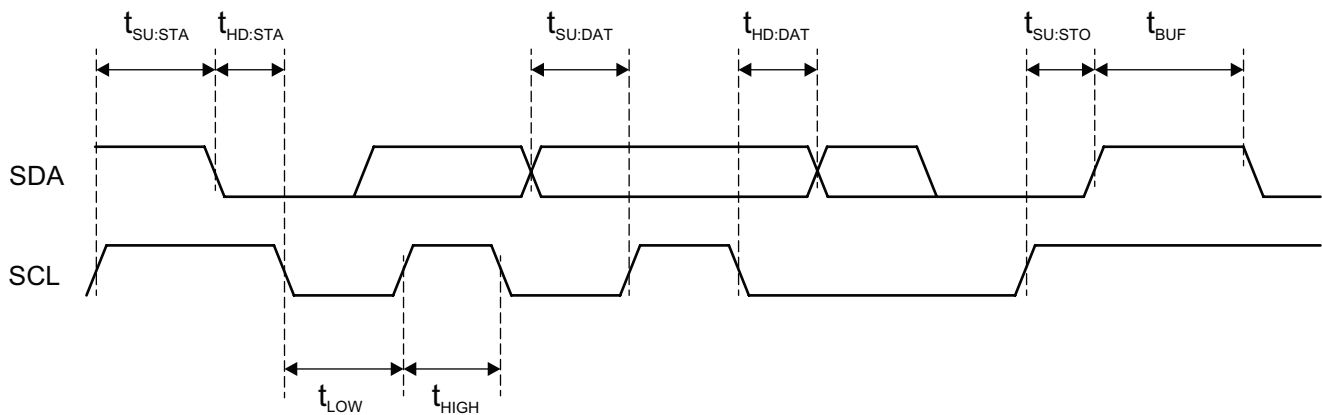 tSU:STA tHD:STA tSU:DAT tHD:DAT tSU:STO tBUF
SDA
SCL
tLOW tHIGH